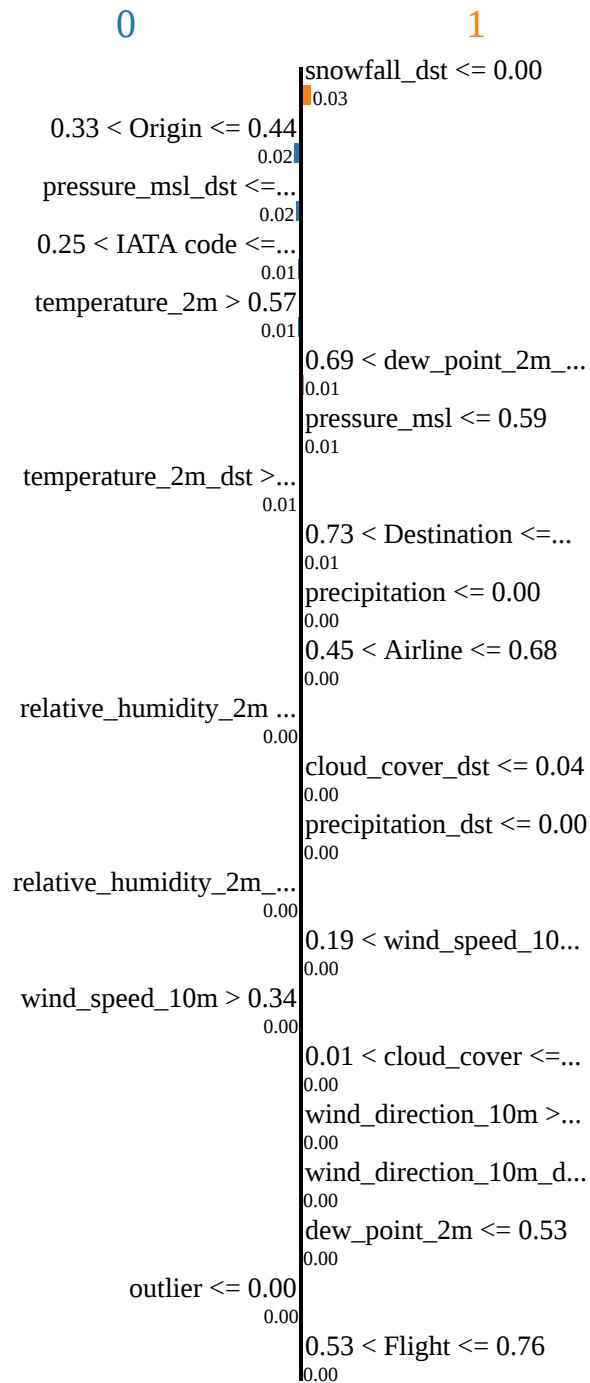 0 1
snowfall_dst <= 0.00
0.03
0.33 < Origin <= 0.44
0.02
pressure_msl_dst <=...
0.02
0.25 < IATA code <=...
0.01
temperature_2m > 0.57
0.01
0.69 < dew_point_2m_...
0.01
pressure_msl <= 0.59
0.01
temperature_2m_dst >...
0.01
0.73 < Destination <=...
0.01
precipitation <= 0.00
0.00
0.45 < Airline <= 0.68
0.00
relative_humidity_2m ...
0.00
cloud_cover_dst <= 0.04
0.00
precipitation_dst <= 0.00
0.00
relative_humidity_2m_...
0.00
0.19 < wind_speed_10...
0.00
wind_speed_10m > 0.34
0.00
0.01 < cloud_cover <=...
0.00
wind_direction_10m >...
0.00
wind_direction_10m_d...
0.00
dew_point_2m <= 0.53
0.00
outlier <= 0.00
0.00
0.53 < Flight <= 0.76
0.00